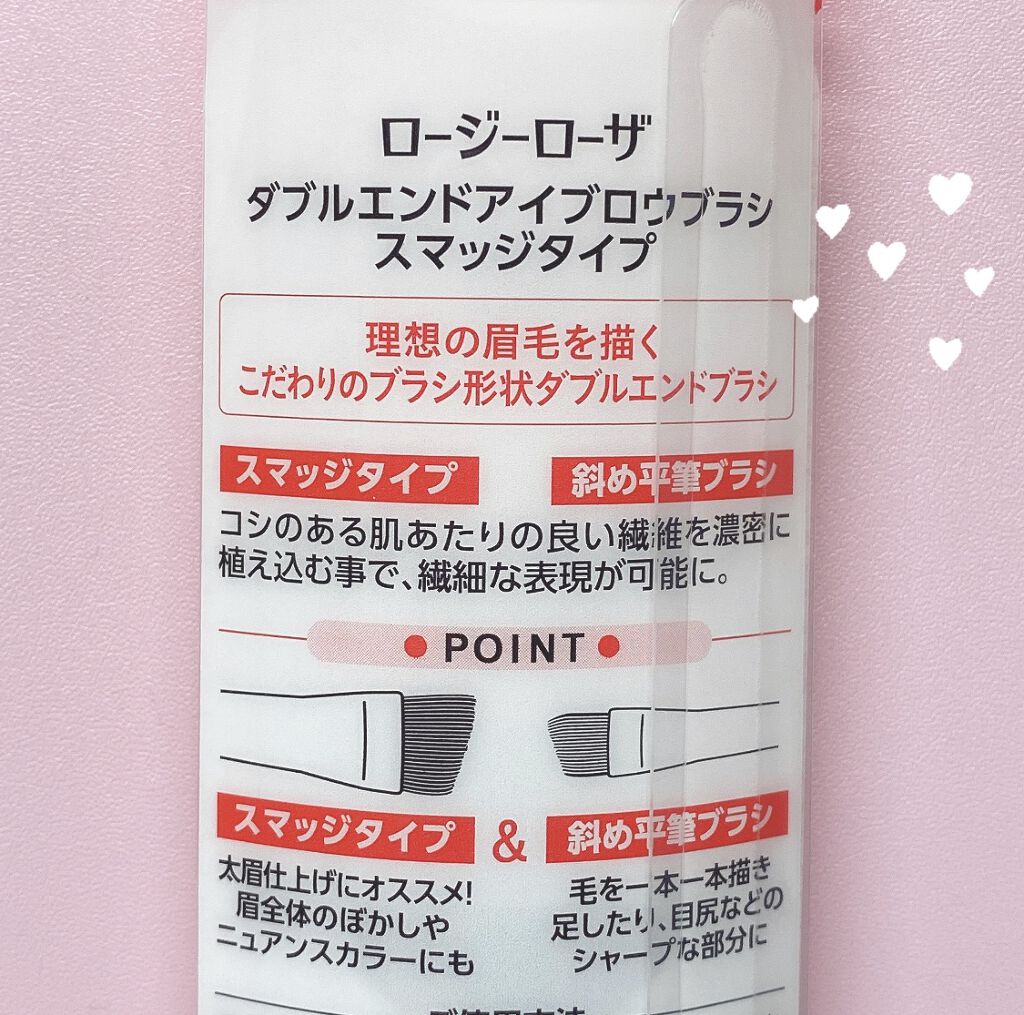 ロージーローザ
ダブルエンドアイブロウブラシ
スマッジタイプ
理想の眉毛を描く
こだわりのブラシ形状ダブルエンドブラシ
スマッジタイプ
斜め平筆ブラシ
コシのある肌あたりの良い繊維を濃密に
植え込む事で、繊細な表現が可能に。
POINT
スマッジタイプ
&
斜め平筆ブラシ
太眉仕上げにオススメ!
眉全体のぼかしや
ニュアンスカラーにも
毛を一本一本描き
足したり、目尻などの
シャープな部分に